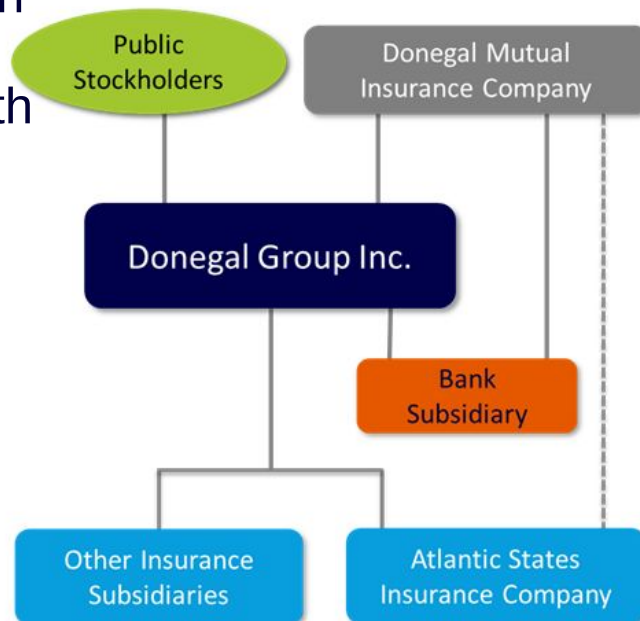 Public
Stockholders
Donegal Mutual
Insurance Company
Donegal Group Inc.
Bank
Subsidiary
Other Insurance
Subsidiaries
Atlantic States
Insurance Company